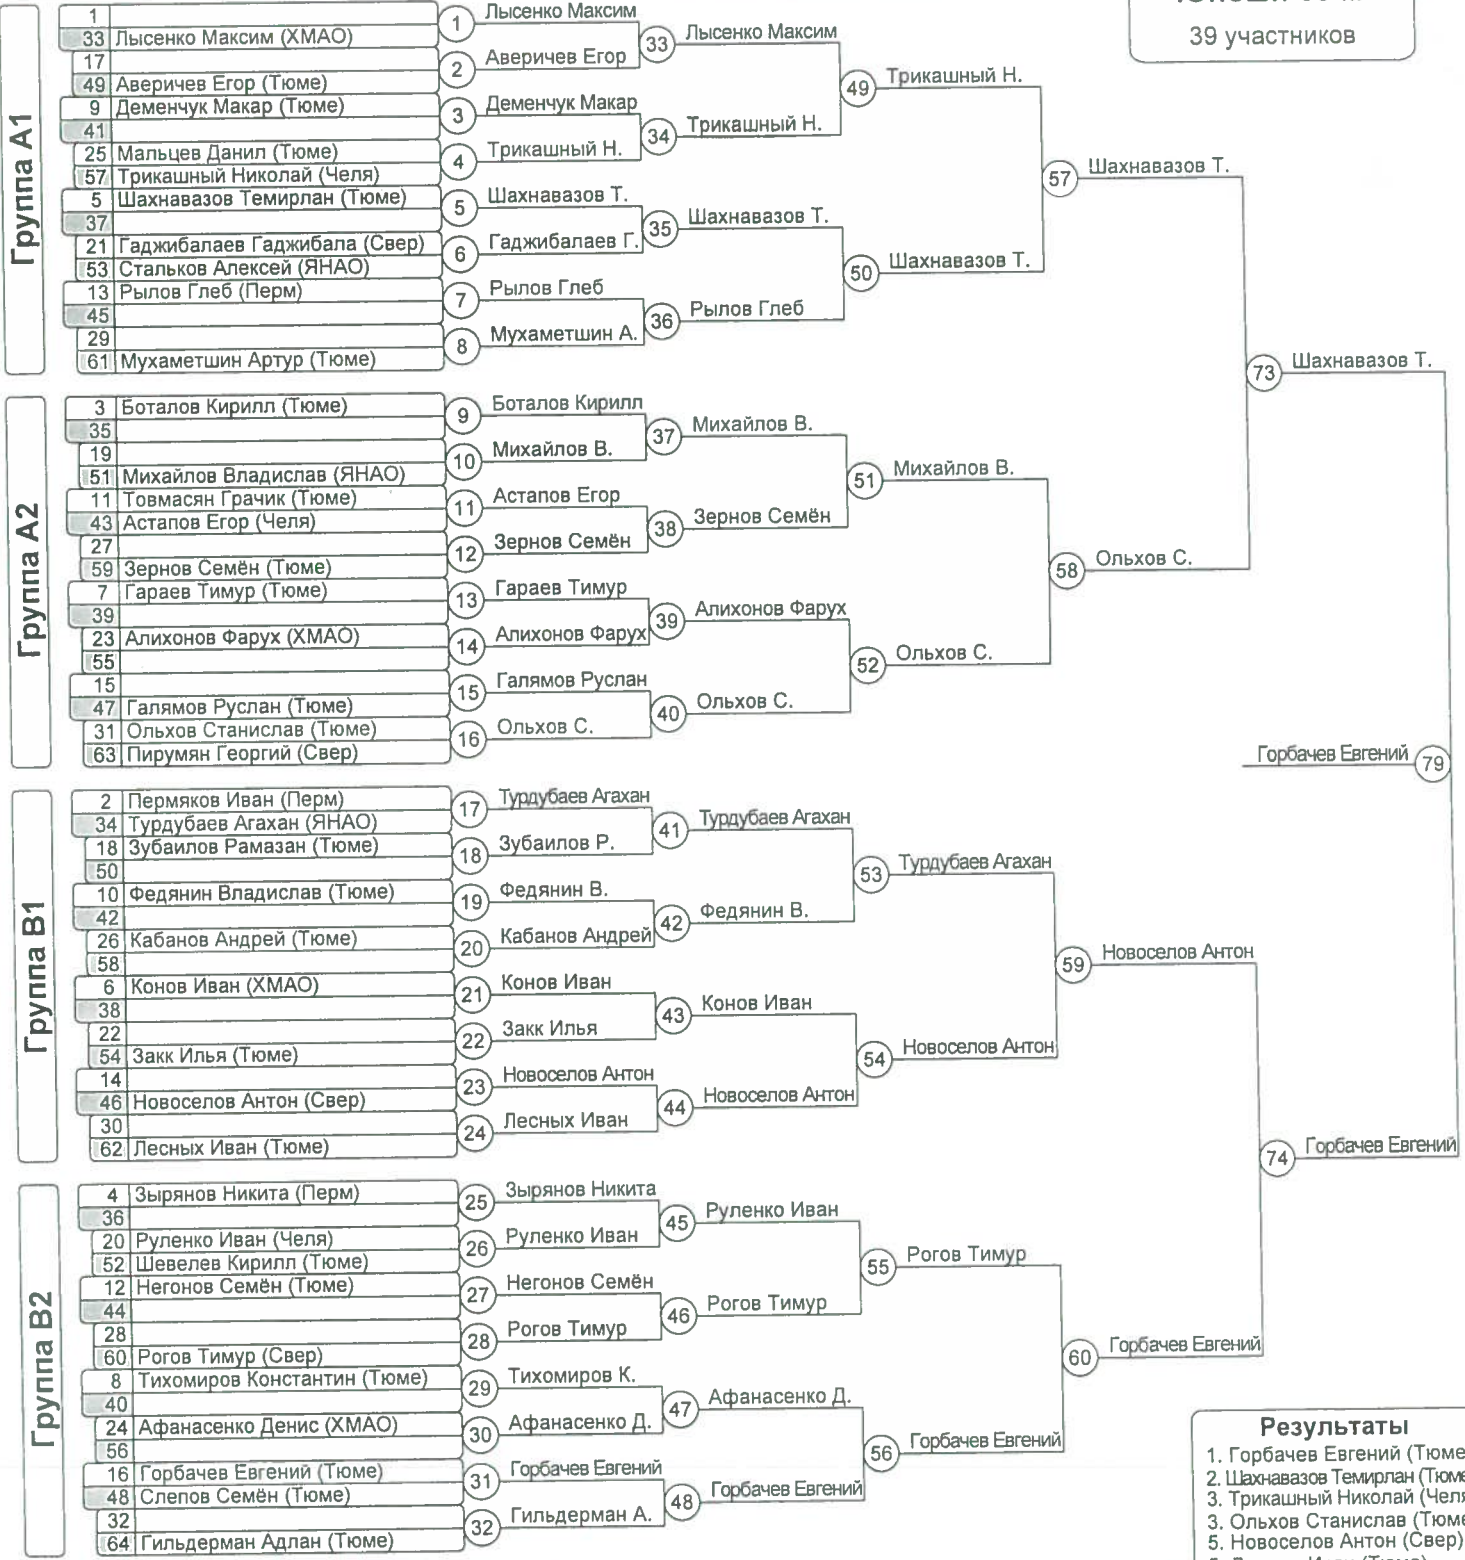 39 участников
Группа A1
1
33 Лысенко Максим (ХМАО)
17
49 Аверичев Егор (Тюме)
9 Деменчук Макар (Тюме)
41
25 Мальцев Данил (Тюме)
57 Трикашный Николай (Челя)
5 Шахнавазов Темирлан (Тюме)
37
21 Гаджибалаев Гаджибала (Свер)
53 Стальков Алексей (ЯНАО)
13 Рылов Глеб (Перм)
45
29
61 Мухаметшин Артур (Тюме)
1 Лысенко Максим
2 Аверичев Егор
3 Деменчук Макар
4 Трикашный Н.
5 Шахнавазов Т.
6 Гаджибалаев Г.
7 Рылов Глеб
8 Мухаметшин А.
33 Лысенко Максим
34 Трикашный Н.
35 Шахнавазов Т.
36 Рылов Глеб
49 Трикашный Н.
50 Шахнавазов Т.
57 Шахнавазов Т.
Группа A2
3 Боталов Кирилл (Тюме)
35
19
51 Михайлов Владислав (ЯНАО)
11 Товмасян Грачик (Тюме)
43 Астапов Егор (Челя)
27
59 Зернов Семён (Тюме)
7 Гараев Тимур (Тюме)
39
23 Алихонов Фарух (ХМАО)
55
15
47 Галямов Руслан (Тюме)
31 Ольхов Станислав (Тюме)
63 Пирумян Георгий (Свер)
9 Боталов Кирилл
10 Михайлов В.
11 Астапов Егор
12 Зернов Семён
13 Гараев Тимур
14 Алихонов Фарух
15 Галямов Руслан
16 Ольхов С.
37 Михайлов В.
38 Зернов Семён
39 Алихонов Фарух
40 Ольхов С.
51 Михайлов В.
52 Ольхов С.
58 Ольхов С.
73 Шахнавазов Т.
Горбачев Евгений 79
Группа B1
2 Пермяков Иван (Перм)
34 Турдубаев Агахан (ЯНАО)
18 Зубаилов Рамазан (Тюме)
50
10 Федянин Владислав (Тюме)
42
26 Кабанов Андрей (Тюме)
58
6 Конов Иван (ХМАО)
38
22
54 Закк Илья (Тюме)
14
46 Новоселов Антон (Свер)
30
62 Лесных Иван (Тюме)
17 Турдубаев Агахан
18 Зубаилов Р.
19 Федянин В.
20 Кабанов Андрей
21 Конов Иван
22 Закк Илья
23 Новоселов Антон
24 Лесных Иван
41 Турдубаев Агахан
42 Федянин В.
43 Конов Иван
44 Новоселов Антон
53 Турдубаев Агахан
54 Новоселов Антон
59 Новоселов Антон
Группа B2
4 Зырянов Никита (Перм)
36
20 Руленко Иван (Челя)
52 Шевелев Кирилл (Тюме)
12 Негонов Семён (Тюме)
44
28
60 Рогов Тимур (Свер)
8 Тихомиров Константин (Тюме)
40
24 Афанасенко Денис (ХМАО)
56
16 Горбачев Евгений (Тюме)
48 Слепов Семён (Тюме)
32
64 Гильдерман Адлан (Тюме)
25 Зырянов Никита
26 Руленко Иван
27 Негонов Семён
28 Рогов Тимур
29 Тихомиров К.
30 Афанасенко Д.
31 Горбачев Евгений
32 Гильдерман А.
45 Руленко Иван
46 Рогов Тимур
47 Афанасенко Д.
48 Горбачев Евгений
55 Рогов Тимур
56 Горбачев Евгений
60 Горбачев Евгений
74 Горбачев Евгений
Результаты
1. Горбачев Евгений (Тюме
2. Шахнавазов Темирлан (Тюме
3. Трикашный Николай (Челя
3. Ольхов Станислав (Тюме
5. Новоселов Антон (Свер)